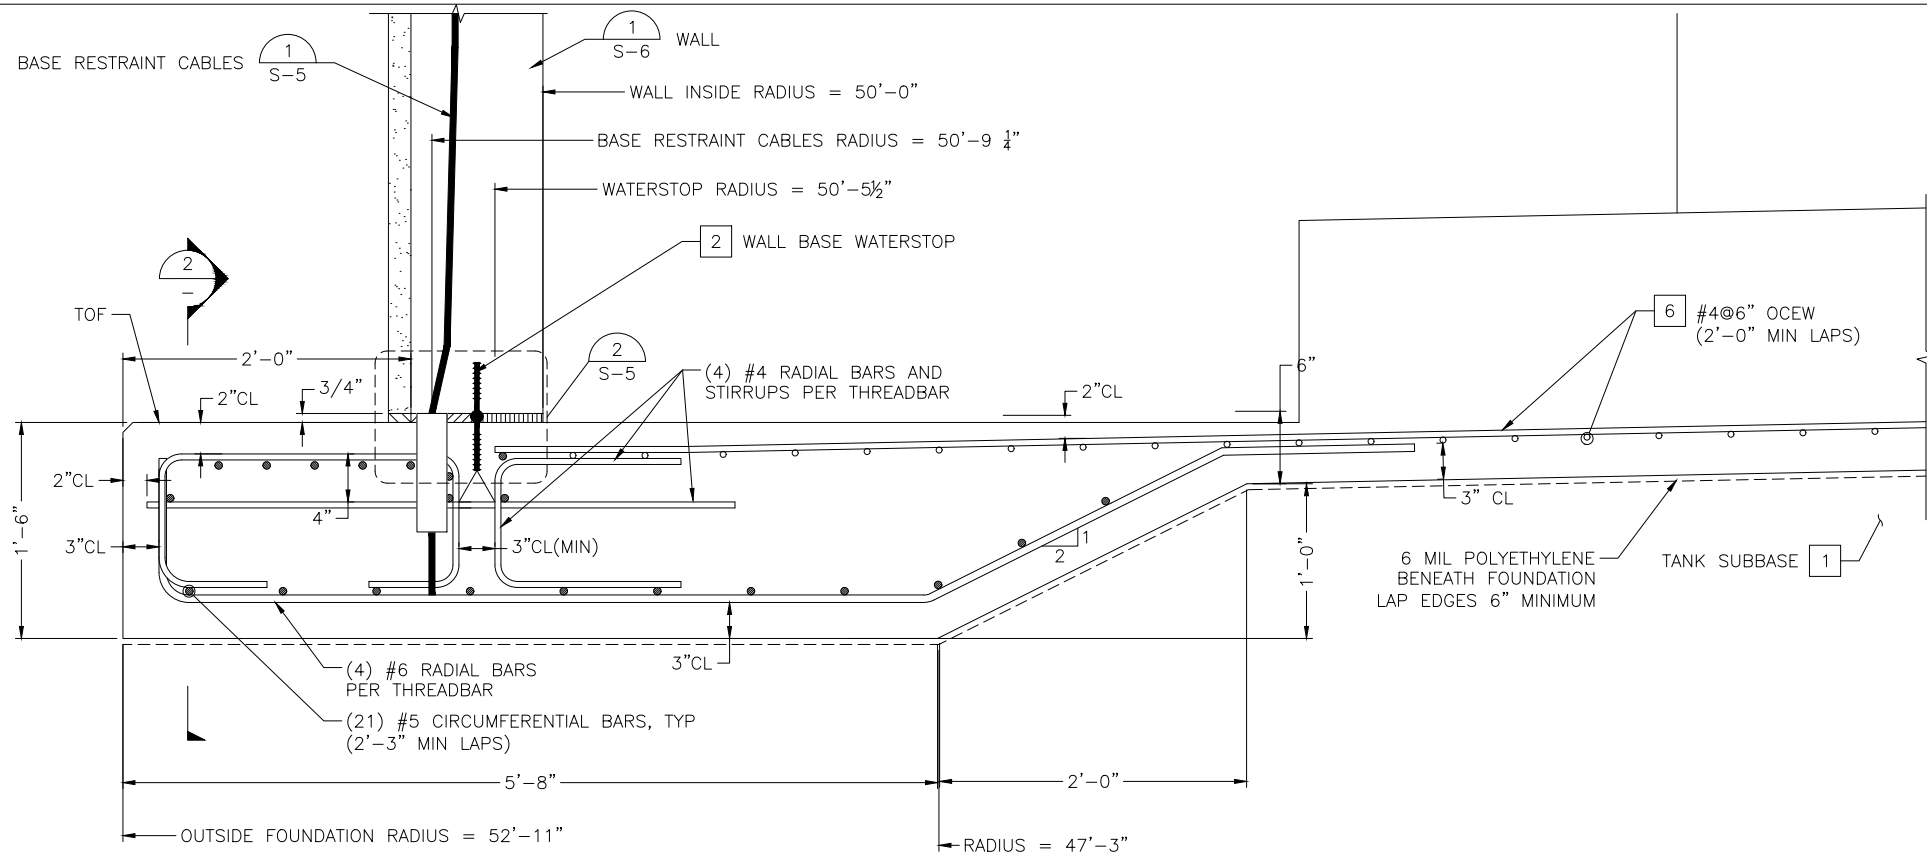 BASE RESTRAINT CABLES
1
S-5
1
S-6
WALL
WALL INSIDE RADIUS = 50'-0"
BASE RESTRAINT CABLES RADIUS = 50'-9 1/4"
WATERSTOP RADIUS = 50'-5½"
2 WALL BASE WATERSTOP
2
-
TOF
2'-0"
2
S-5
6 #4@6" OCEW
(2'-0" MIN LAPS)
3/4"
2"CL
(4) #4 RADIAL BARS AND
STIRRUPS PER THREADBAR
2"CL
6"
2"CL
4"
3"CL
3"CL(MIN)
1'-6"
1
2
3" CL
1'-0"
6 MIL POLYETHYLENE
BENEATH FOUNDATION
LAP EDGES 6" MINIMUM
TANK SUBBASE 1
3"CL
(4) #6 RADIAL BARS
PER THREADBAR
(21) #5 CIRCUMFERENTIAL BARS, TYP
(2'-3" MIN LAPS)
5'-8"
2'-0"
OUTSIDE FOUNDATION RADIUS = 52'-11"
RADIUS = 47'-3"